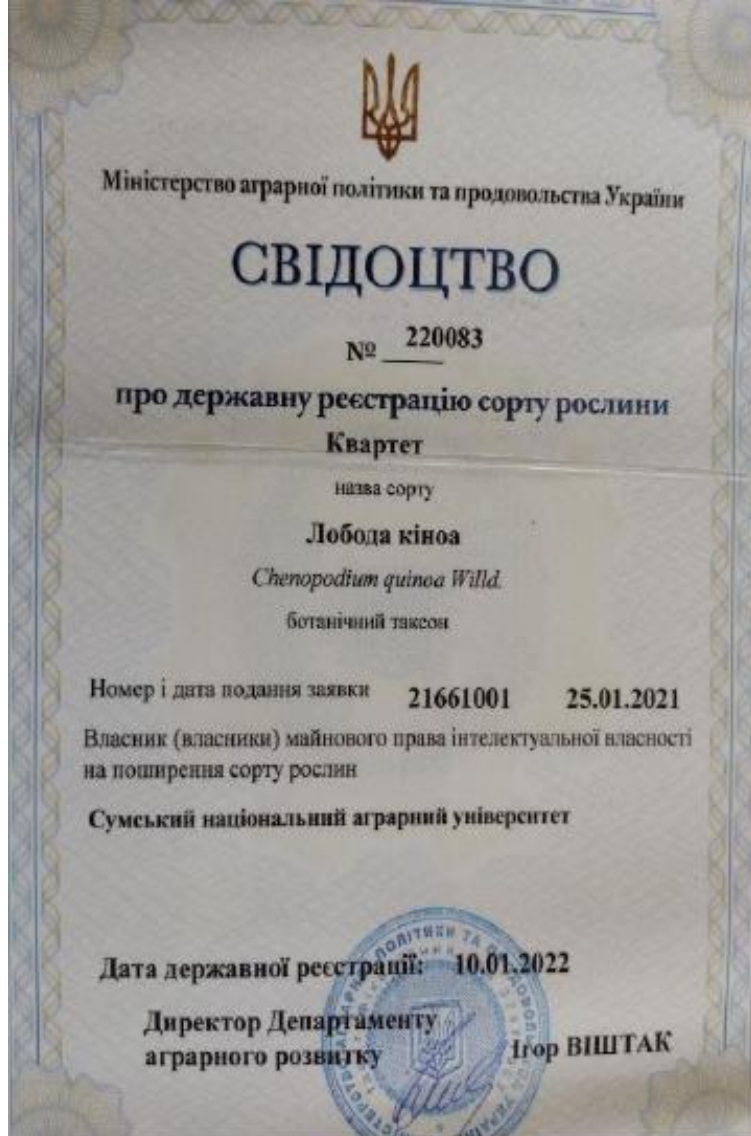 Міністерство аграрної політики та продовольства України
СВІДОЦТВО
№ 220083
про державну реєстрацію сорту рослини
Квартет
назва сорту
Лобода кіноа
Chenopodium quinoa Willd.
ботанічний таксон
Номер і дата подання заявки 21661001 25.01.2021
Власник (власники) майнового права інтелектуальної власності
на поширення сорту рослин
Сумський національний аграрний університет
Дата державної реєстрації: 10.01.2022
Директор Департаменту
аграрного розвитку Ігор ВІШТАК